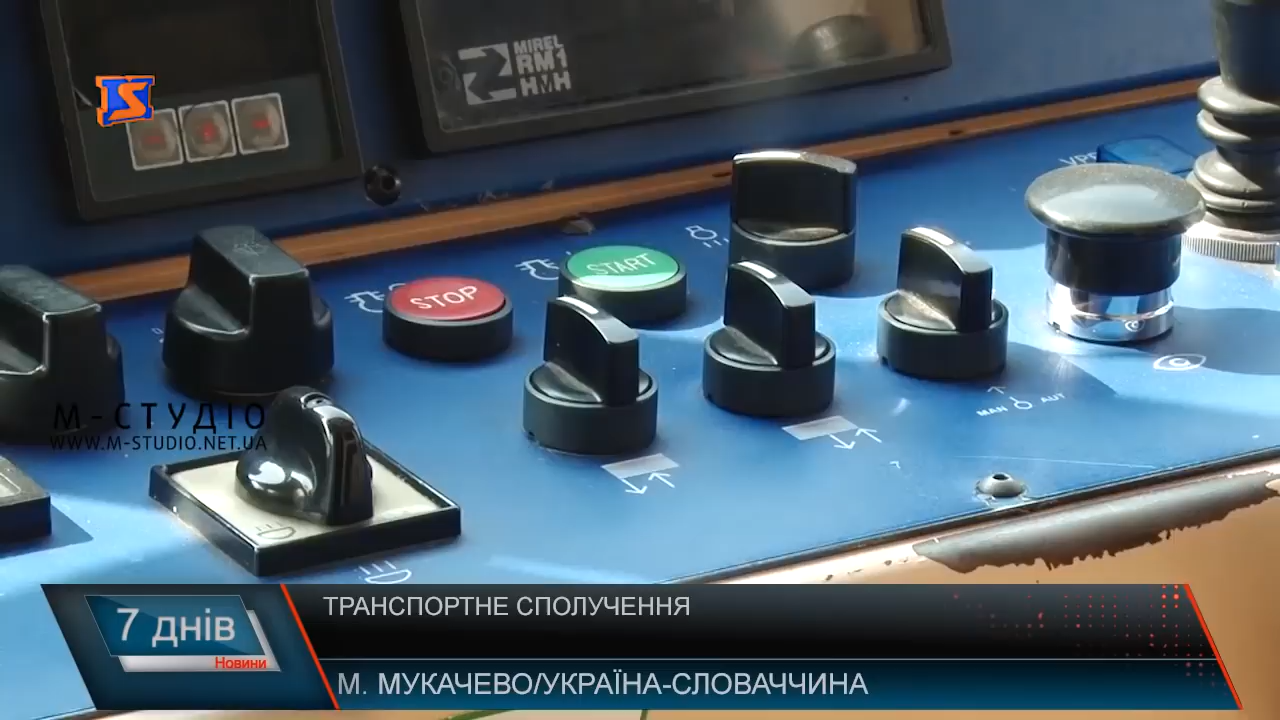 MIREL
RM1
HMH
IS
STOP
START
MAN
AUT
М-СТУДІО
WWW.M-STUDIO.NET.UA
7 днів
Новини
ТРАНСПОРТНЕ СПОЛУЧЕННЯ
М. МУКАЧЕВО/УКРАЇНА-СЛОВАЧЧИНА